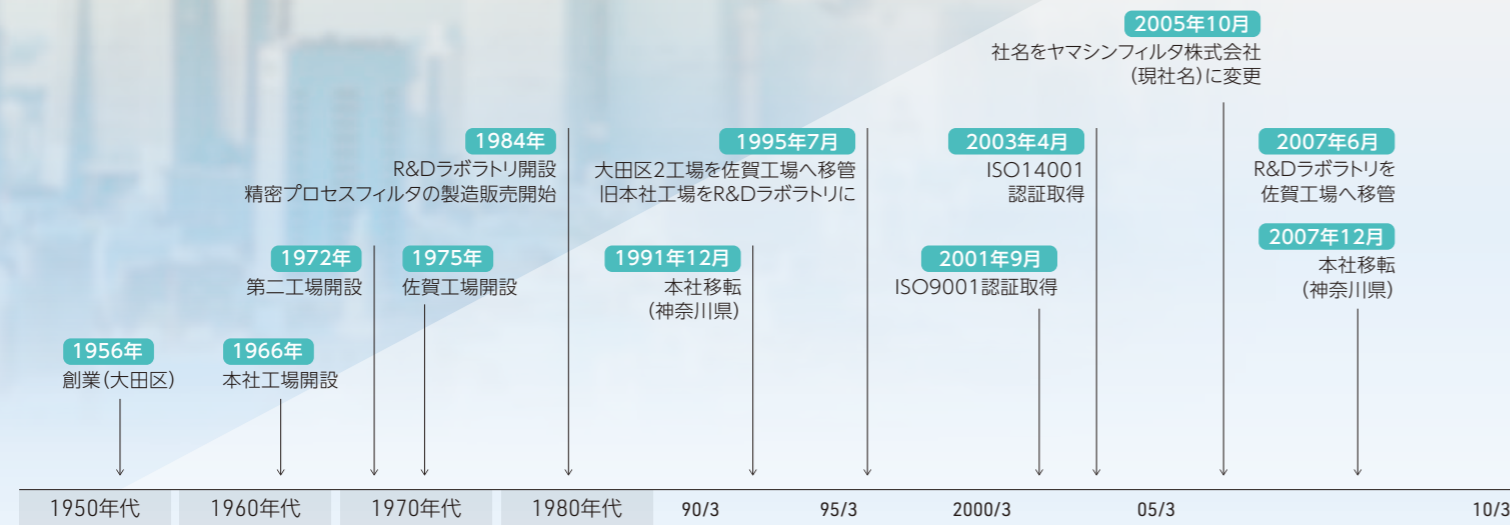 1956年
創業(大田区)
1966年
本社工場開設
1972年
第二工場開設
1975年
佐賀工場開設
1984年
R&Dラボラトリ開設
精密プロセスフィルタの製造販売開始
1991年12月
本社移転
(神奈川県)
1995年7月
大田区2工場を佐賀工場へ移管
旧本社工場をR&Dラボラトリに
2001年9月
ISO9001認証取得
2003年4月
ISO14001
認証取得
2005年10月
社名をヤマシンフィルタ株式会社
(現社名)に変更
2007年6月
R&Dラボラトリを
佐賀工場へ移管
2007年12月
本社移転
(神奈川県)
1950年代 1960年代 1970年代 1980年代 90/3 95/3 2000/3 05/3 10/3